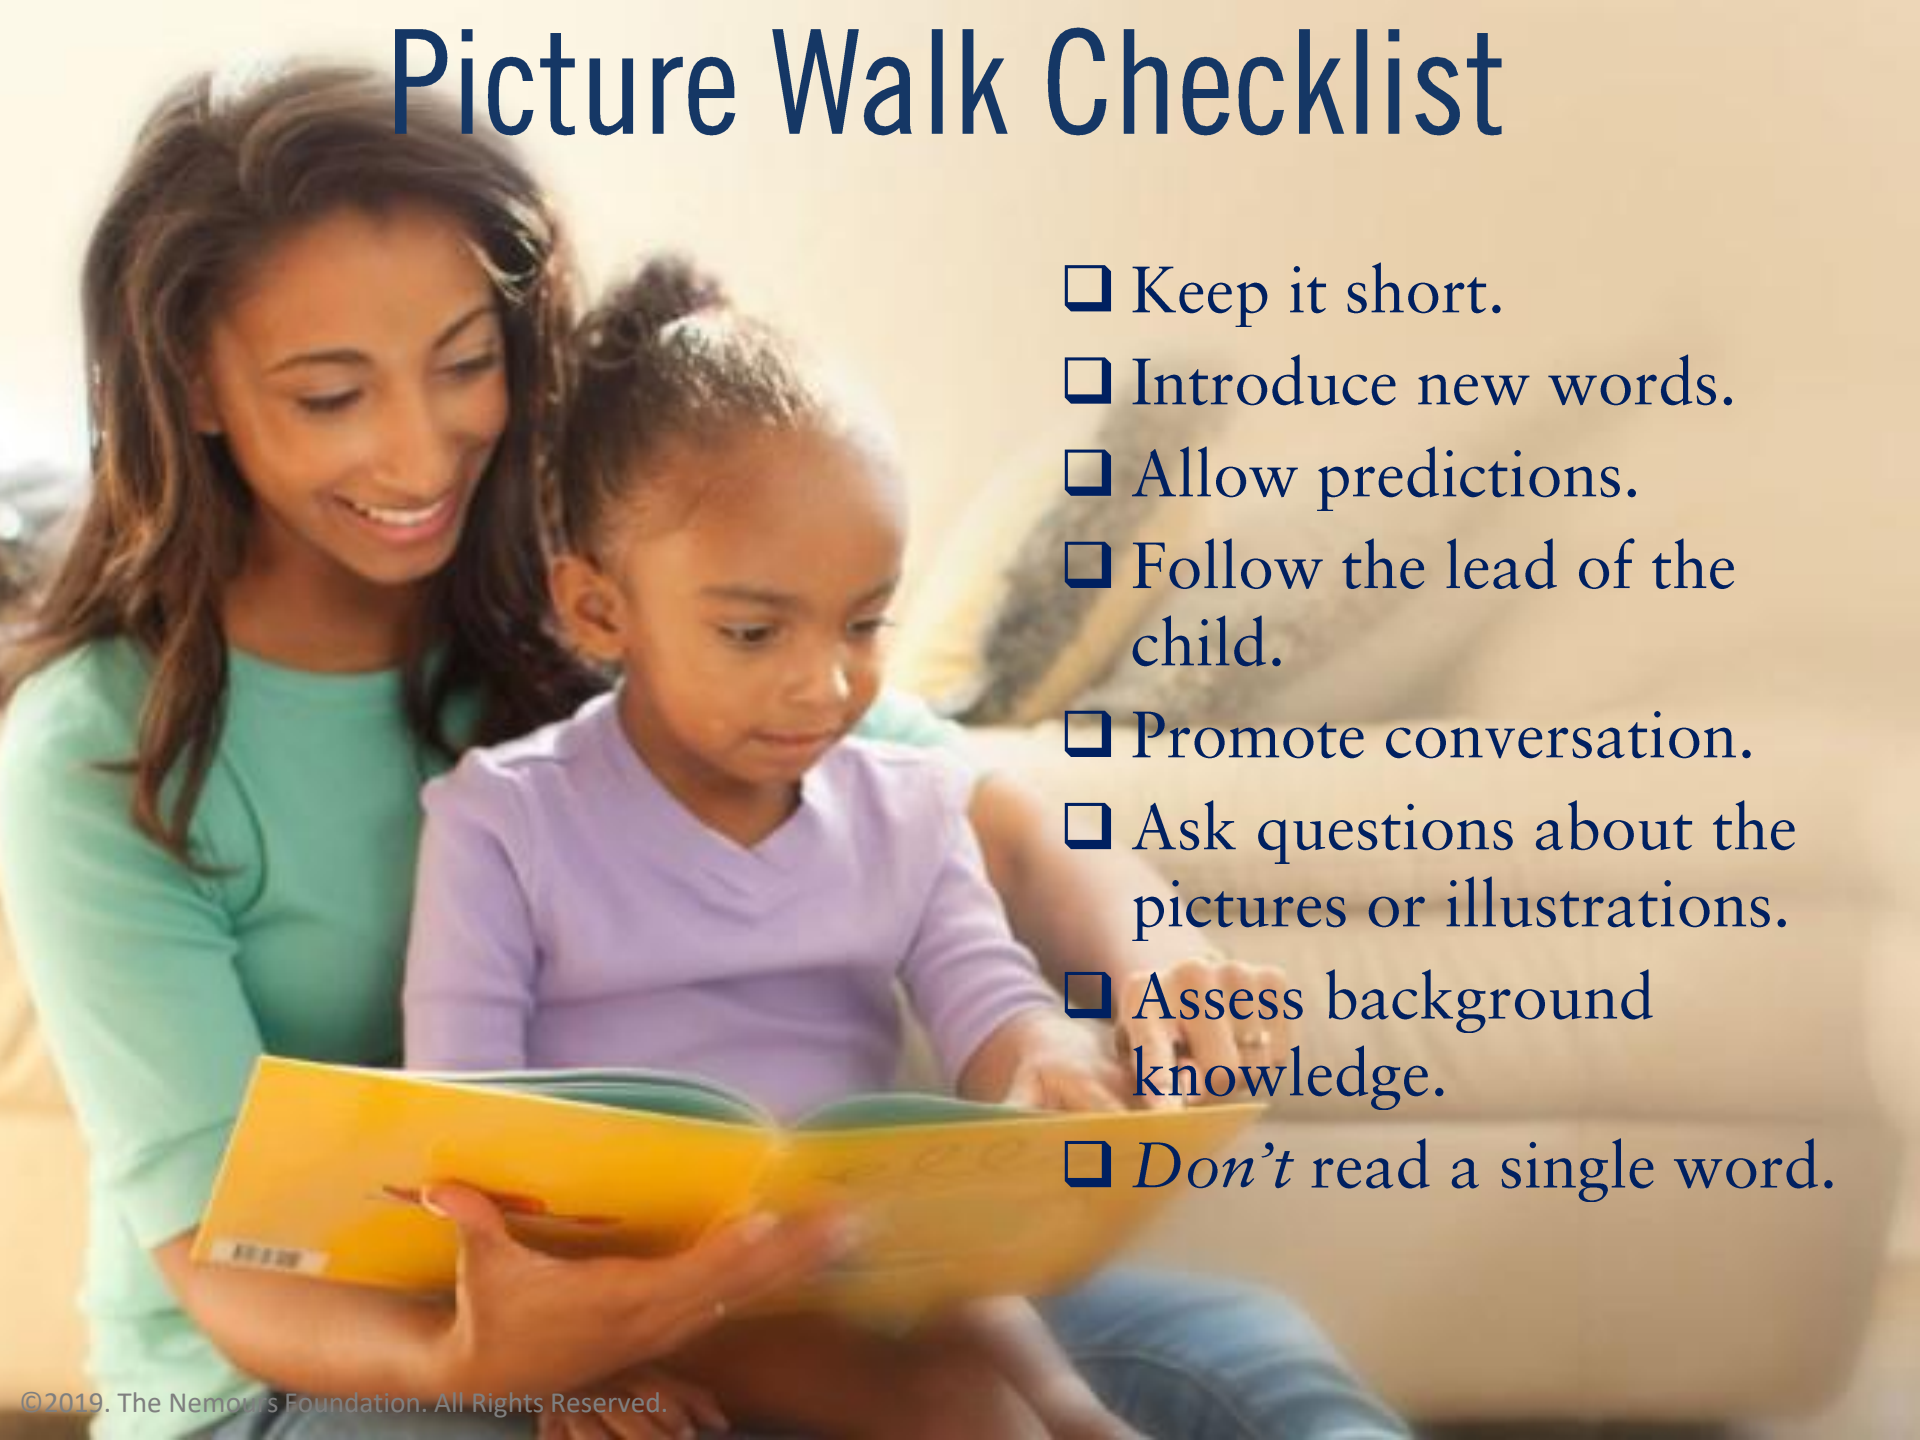 Picture Walk Checklist
❑ Keep it short.
❑ Introduce new words.
❑ Allow predictions.
❑ Follow the lead of the
child.
❑ Promote conversation.
❑ Ask questions about the
pictures or illustrations.
❑ Assess background
knowledge.
❑ Don’t read a single word.
©2019. The Nemours Foundation. All Rights Reserved.